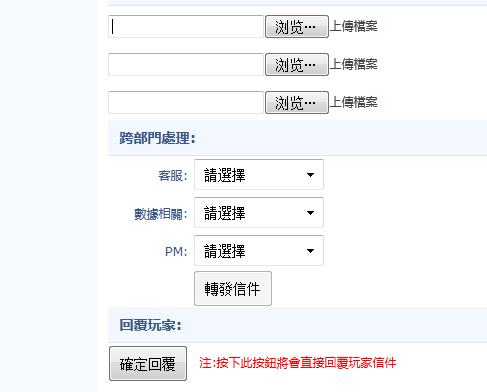 浏览… 上傳檔案
浏览… 上傳檔案
浏览… 上傳檔案
跨部門處理:
客服: 請選擇
數據相關: 請選擇
PM: 請選擇
轉發信件
回覆玩家:
確定回覆 注:按下此按鈕將會直接回覆玩家信件